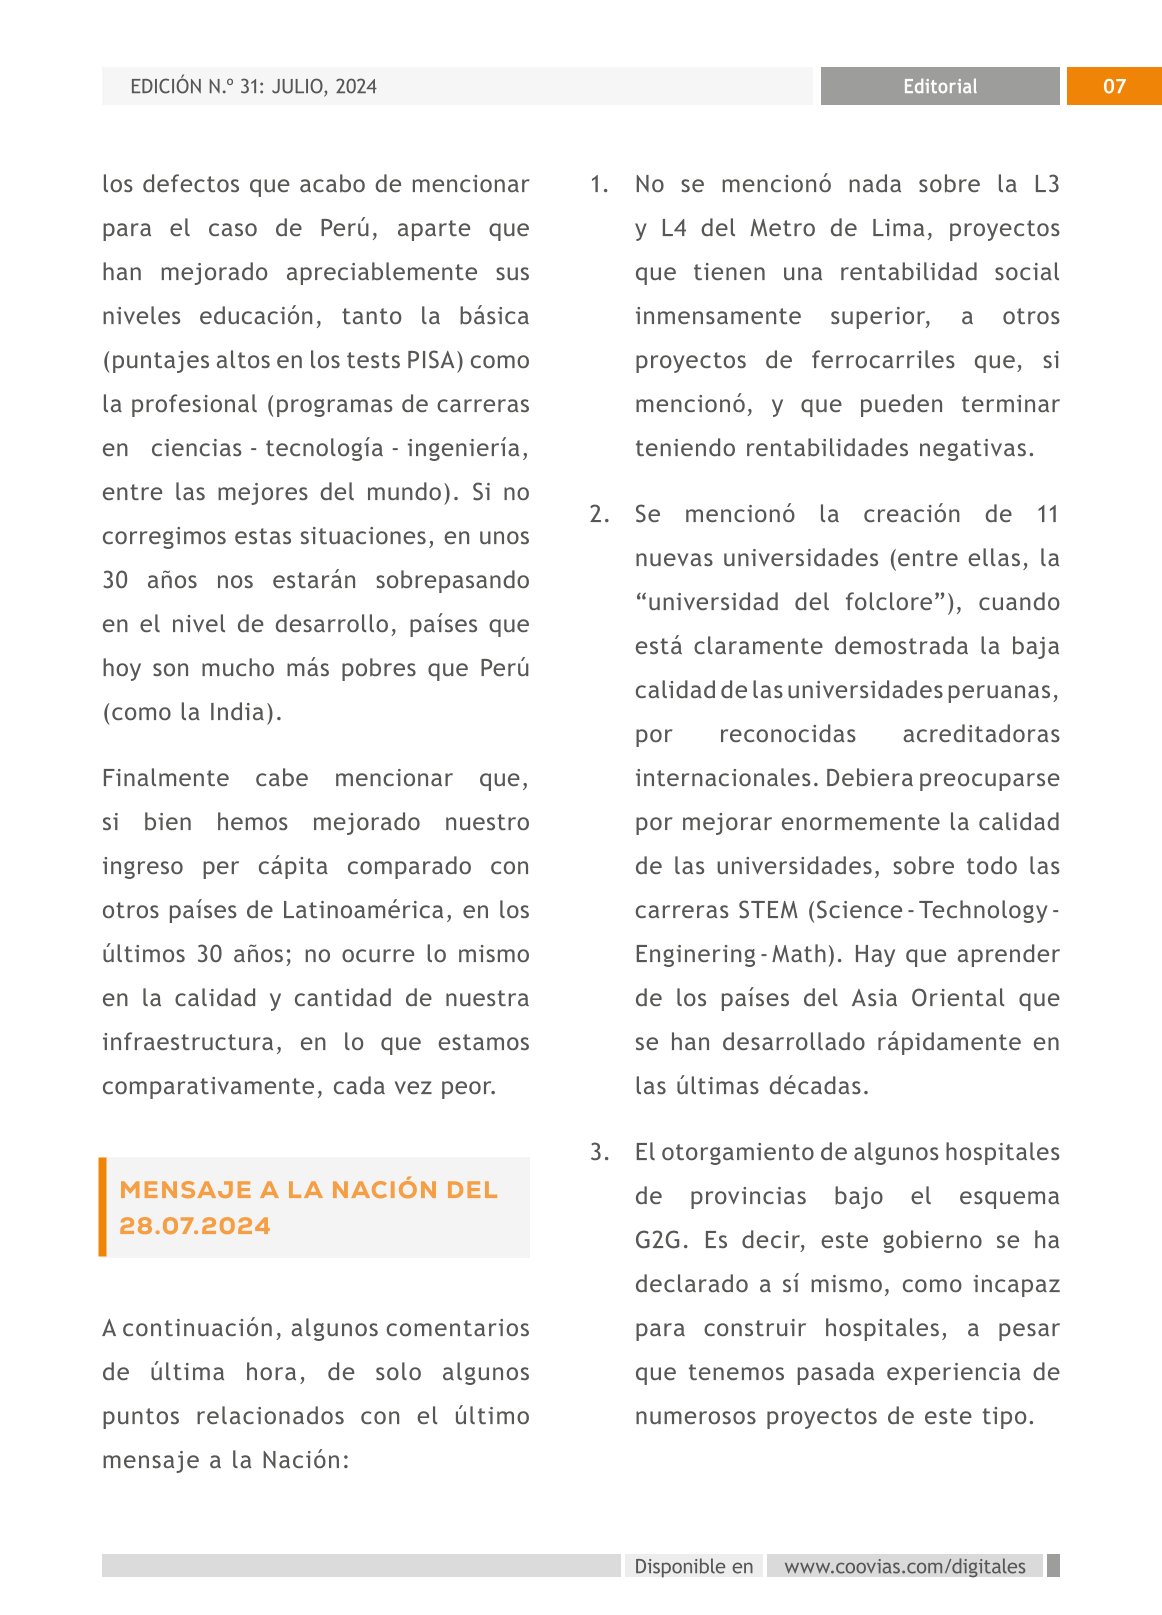 EDICIÓN N.º 31: JULIO, 2024
Editorial
07
los defectos que acabo de mencionar
para el caso de Perú, aparte que
han mejorado apreciablemente sus
niveles educación, tanto la básica
(puntajes altos en los tests PISA) como
la profesional (programas de carreras
en ciencias - tecnología - ingeniería,
entre las mejores del mundo). Si no
corregimos estas situaciones, en unos
30 años nos estarán sobrepasando
en el nivel de desarrollo, países que
hoy son mucho más pobres que Perú
(como la India).
Finalmente cabe mencionar que,
si bien hemos mejorado nuestro
ingreso per cápita comparado con
otros países de Latinoamérica, en los
últimos 30 años; no ocurre lo mismo
en la calidad y cantidad de nuestra
infraestructura, en lo que estamos
comparativamente, cada vez peor.
MENSAJE A LA NACIÓN DEL
28.07.2024
A continuación, algunos comentarios
de última hora, de solo algunos
puntos relacionados con el último
mensaje a la Nación:
1. No se mencionó nada sobre la L3
y L4 del Metro de Lima, proyectos
que tienen una rentabilidad social
inmensamente superior, a otros
proyectos de ferrocarriles que, si
mencionó, y que pueden terminar
teniendo rentabilidades negativas.
2. Se mencionó la creación de 11
nuevas universidades (entre ellas, la
“universidad del folclore”), cuando
está claramente demostrada la baja
calidad de las universidades peruanas,
por reconocidas acreditadoras
internacionales. Debiera preocuparse
por mejorar enormemente la calidad
de las universidades, sobre todo las
carreras STEM (Science - Technology -
Enginering - Math). Hay que aprender
de los países del Asia Oriental que
se han desarrollado rápidamente en
las últimas décadas.
3. El otorgamiento de algunos hospitales
de provincias bajo el esquema
G2G. Es decir, este gobierno se ha
declarado a sí mismo, como incapaz
para construir hospitales, a pesar
que tenemos pasada experiencia de
numerosos proyectos de este tipo.
Disponible en
www.coovias.com/digitales